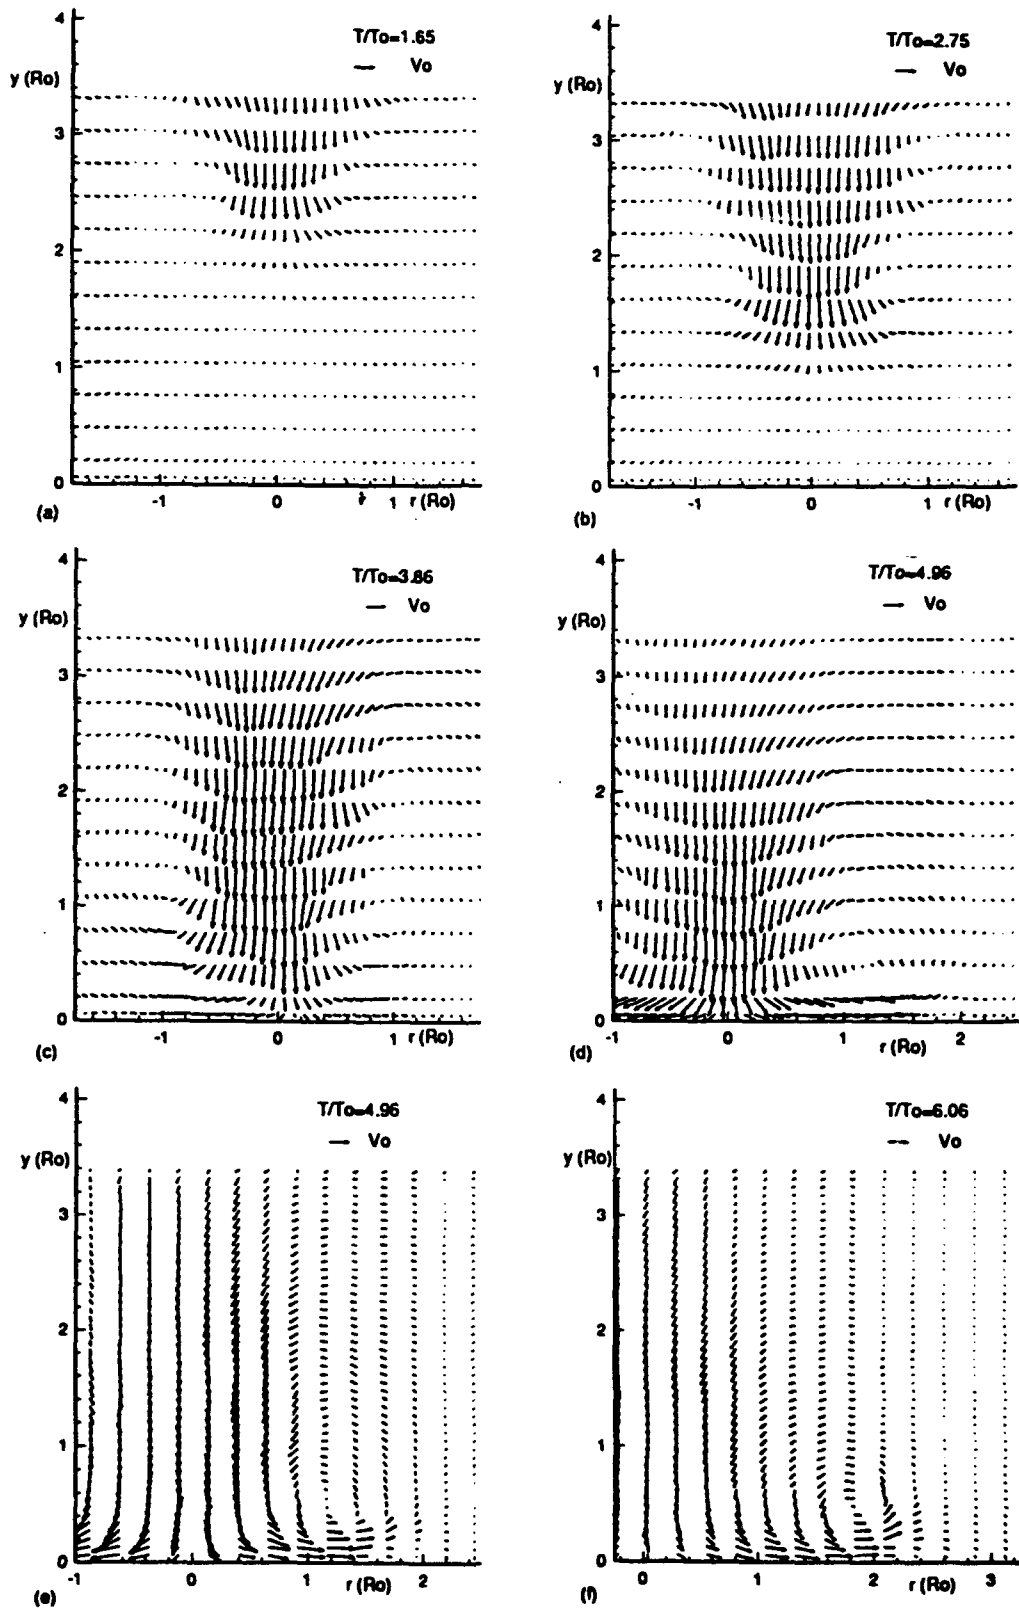 4
T/To=1.65
Vo
y (Ro)
3
2
1
0
-1 0 1 r (Ro)
(a)
4
T/To=2.75
Vo
y (Ro)
3
2
1
0
-1 0 1 r (Ro)
(b)
4
T/To=3.86
Vo
y (Ro)
3
2
1
0
-1 0 1 r (Ro)
(c)
4
T/To=4.96
Vo
y (Ro)
3
2
1
0
-1 0 1 2
r (Ro)
(d)
4
T/To=4.96
Vo
y (Ro)
3
2
1
0
-1 0 1 2
r (Ro)
(e)
4
T/To=6.06
Vo
y (Ro)
3
2
1
0
0 1 2 3
r (Ro)
(f)